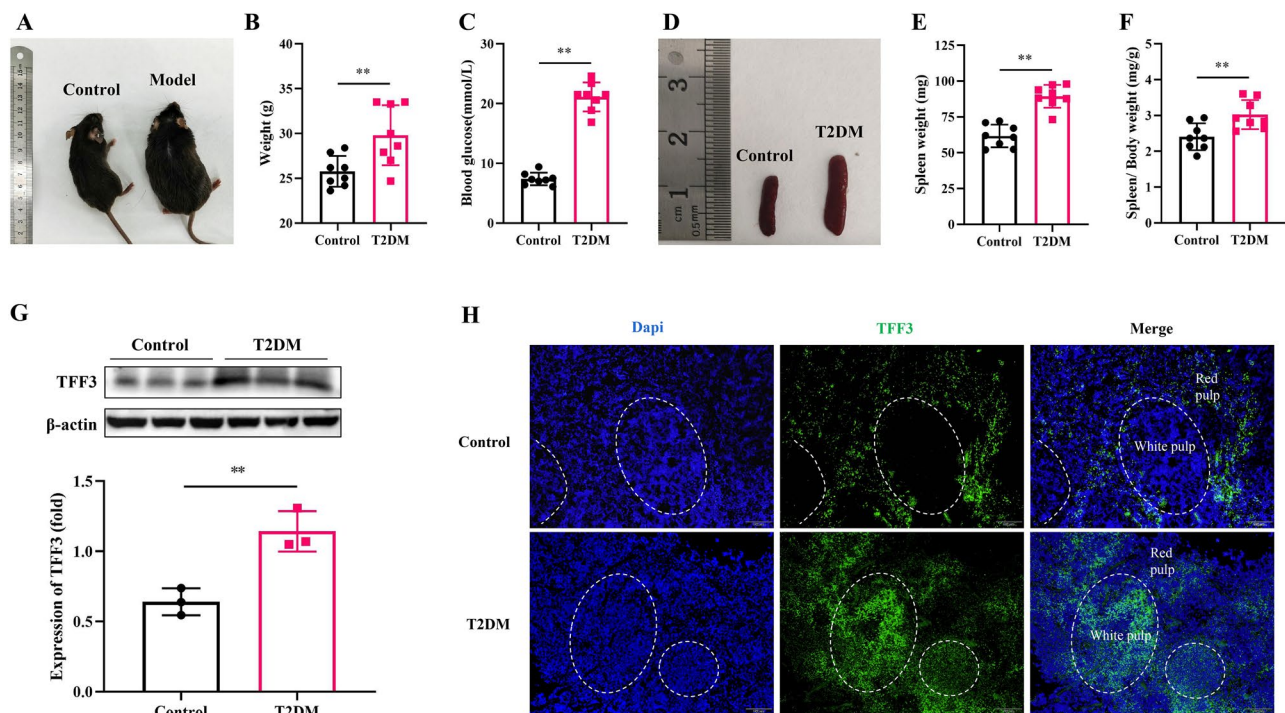 A
Control
Model
B
Weight (g)
40
35
30
25
20
**
Control
T2DM
C
Blood glucose(mmol/L)
30
20
10
0
**
Control
T2DM
D
3
2
1
cm
0.5mm
Control
T2DM
E
Spleen weight (mg)
125
100
75
50
25
0
**
Control
T2DM
F
Spleen/ Body weight (mg/g)
5
4
3
2
1
0
**
Control
T2DM
G
Control
T2DM
TFF3
β-actin
Expression of TFF3 (fold)
1.5
1.0
0.5
0.0
**
Control
T2DM
H
Dapi
TFF3
Merge
Control
Red
pulp
White pulp
T2DM
Red
pulp
White pulp